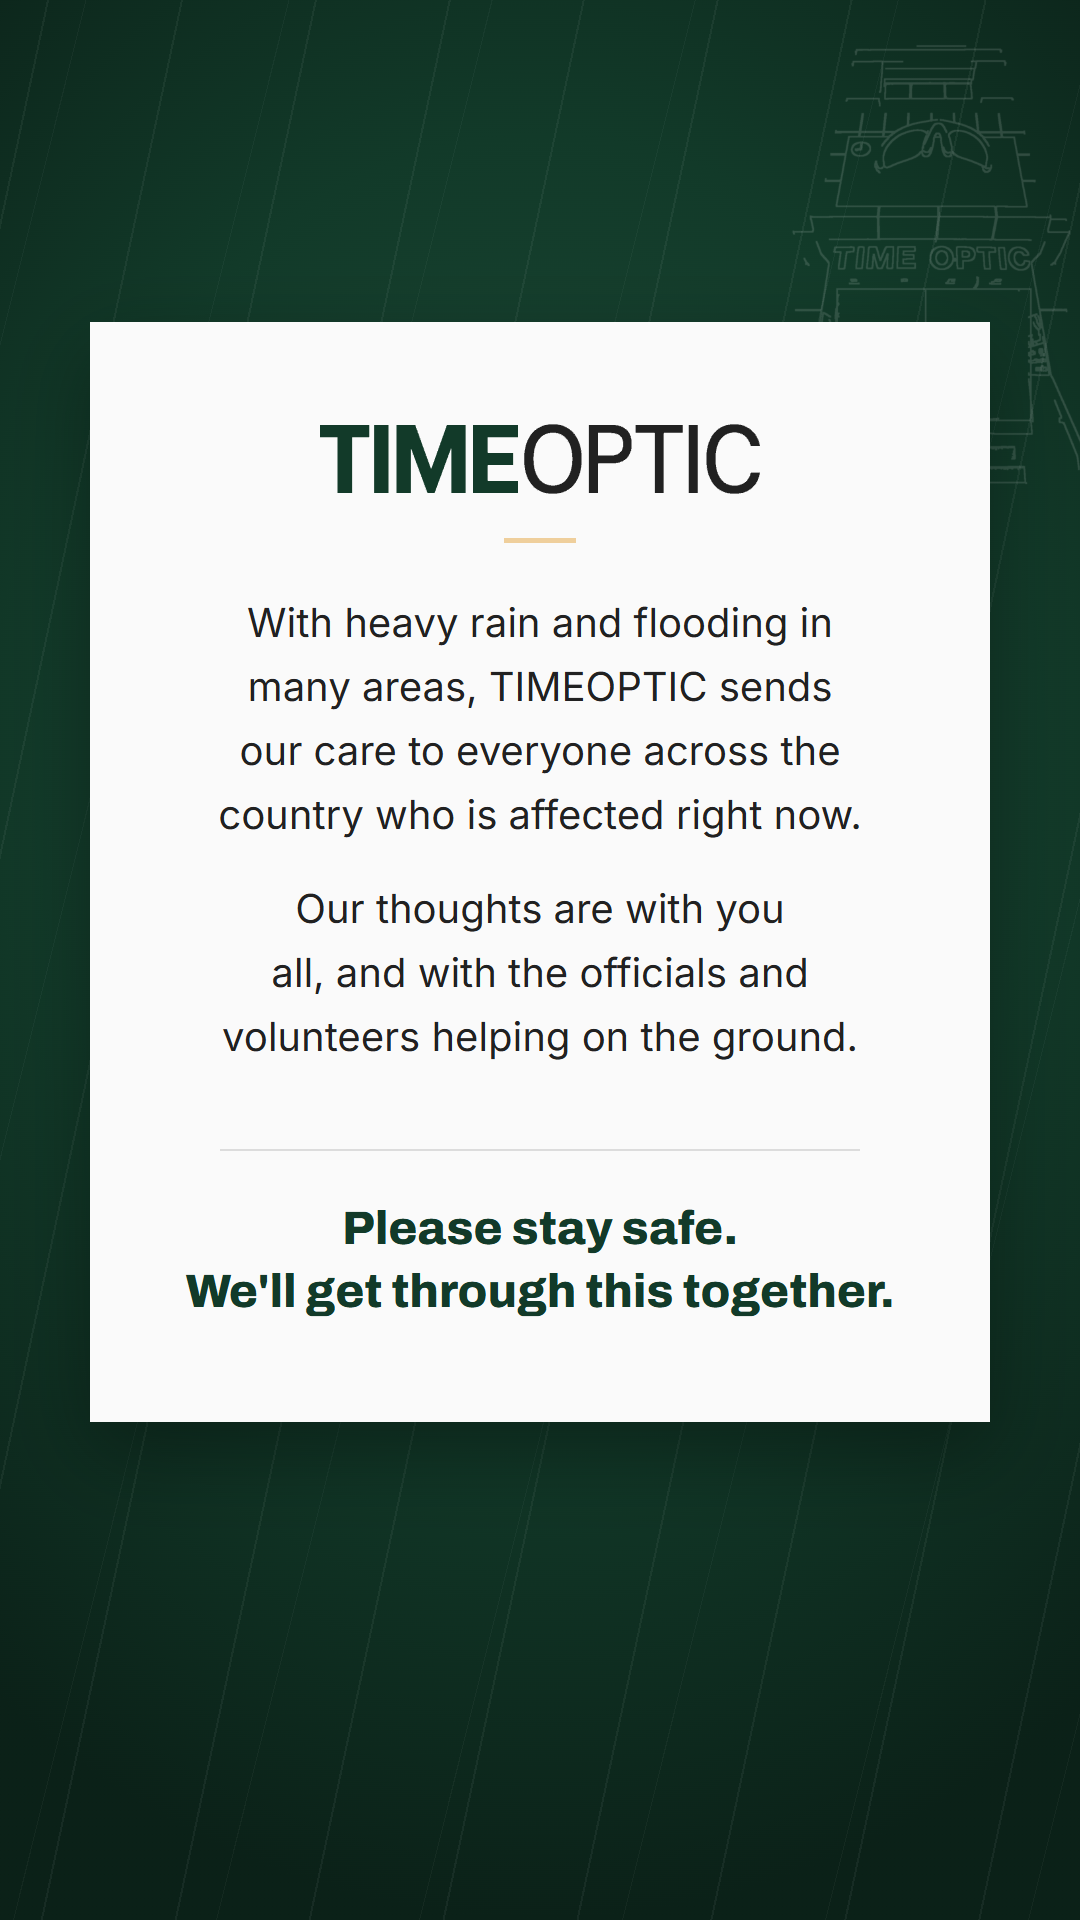 TIME OPTIC
TIMEOPTIC
With heavy rain and flooding in
many areas, TIMEOPTIC sends
our care to everyone across the
country who is affected right now.
Our thoughts are with you
all, and with the officials and
volunteers helping on the ground.
Please stay safe.
We'll get through this together.